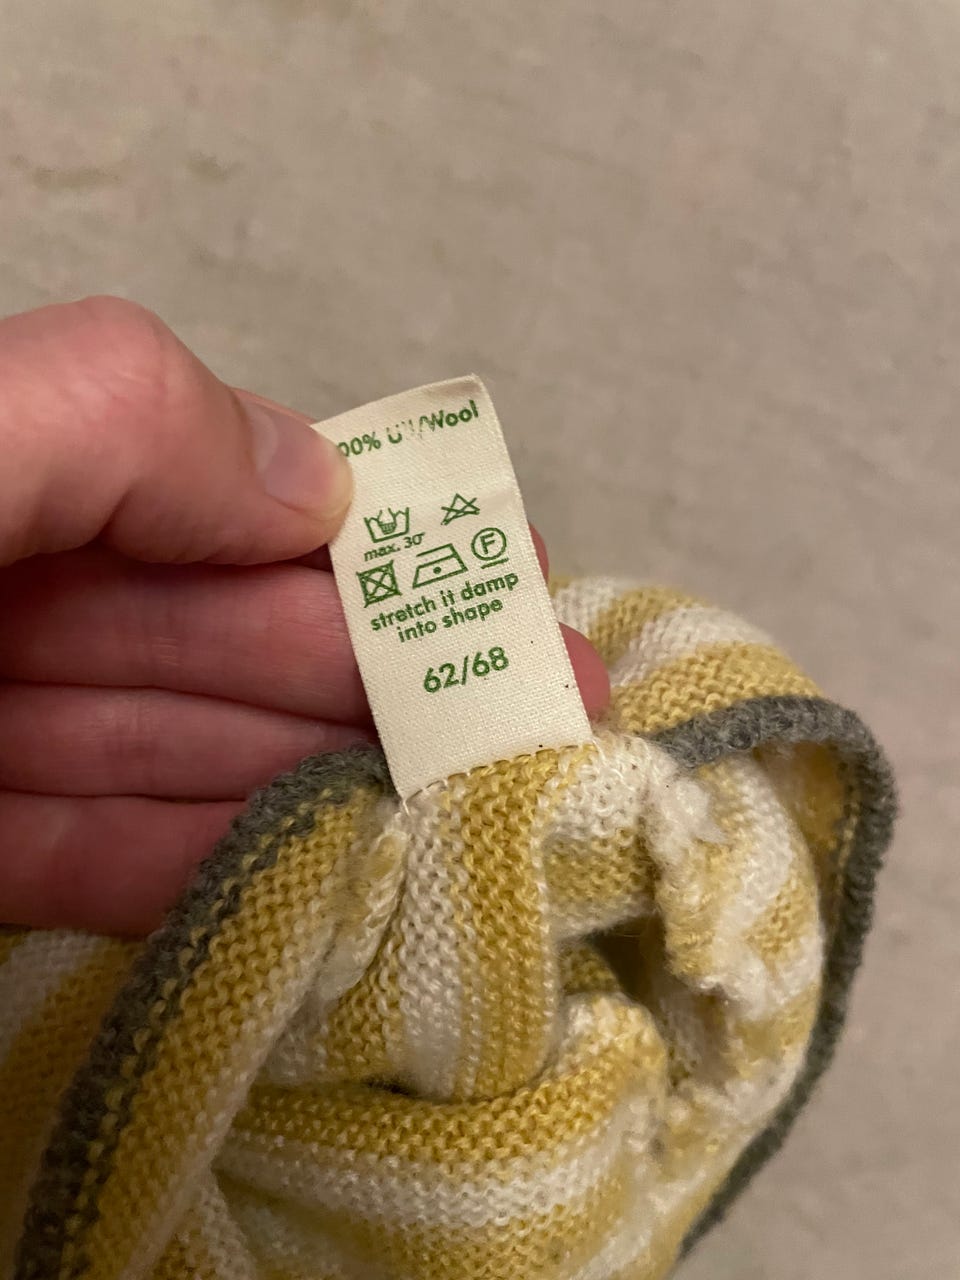 00% Ull/Wool
max. 30°
F
stretch it damp
into shape
62/68